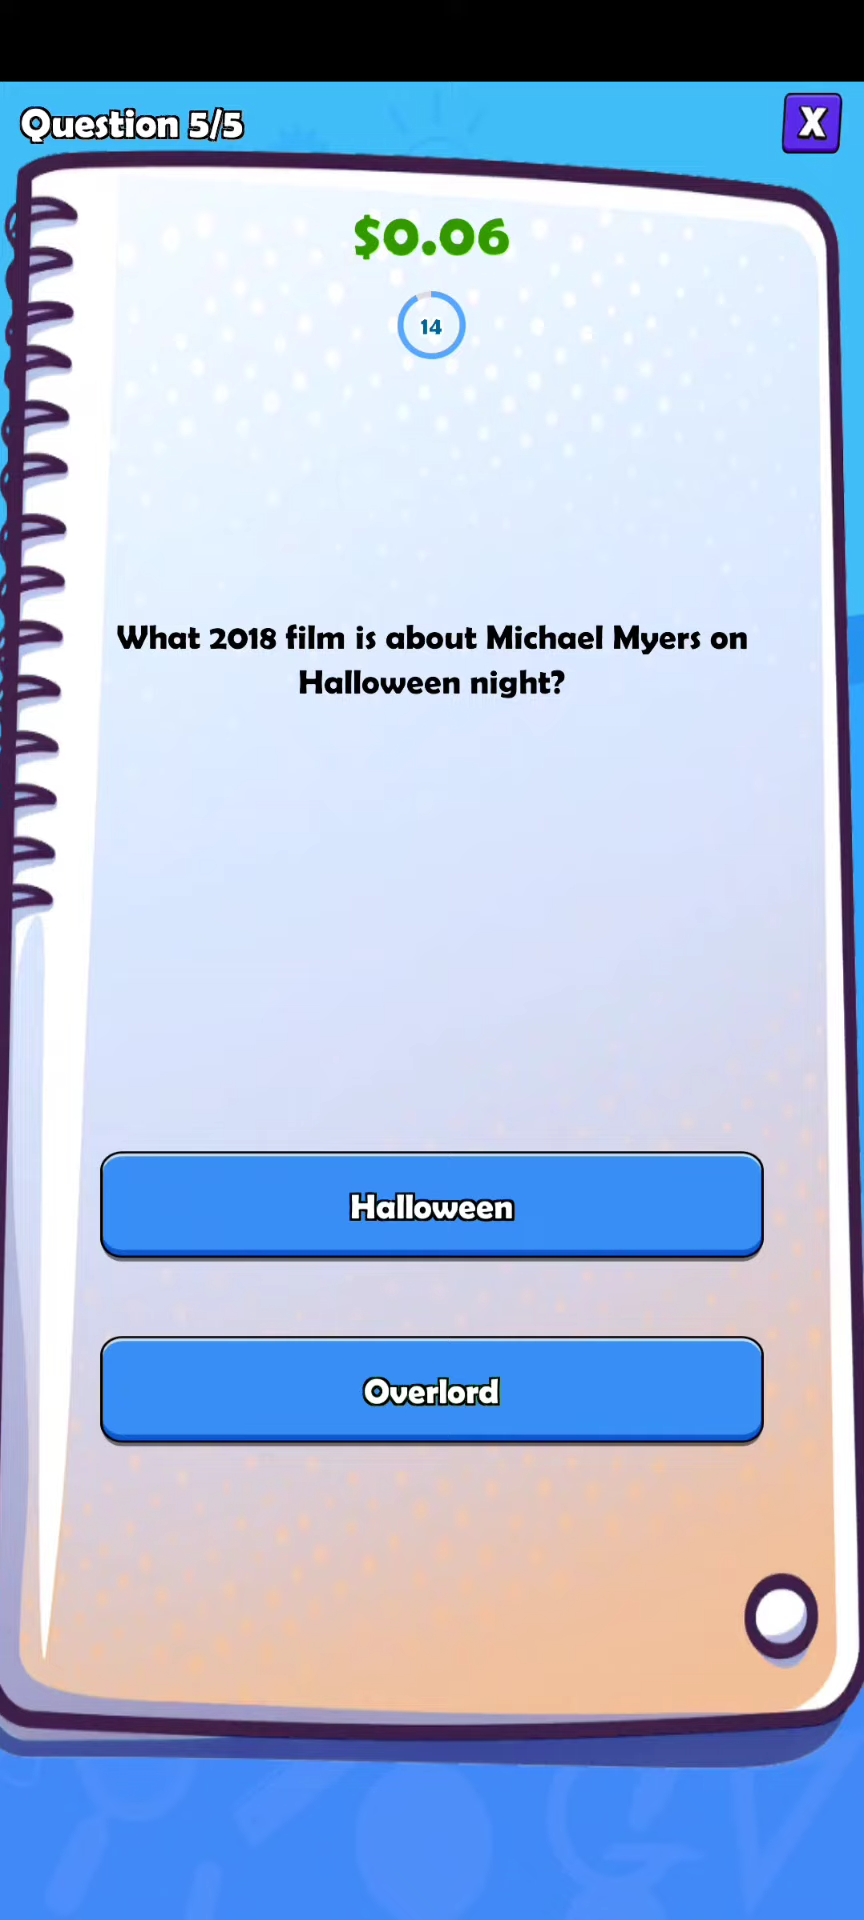 Question 5/5
X
$0.06
14
What 2018 film is about Michael Myers on
Halloween night?
Halloween
Overlord